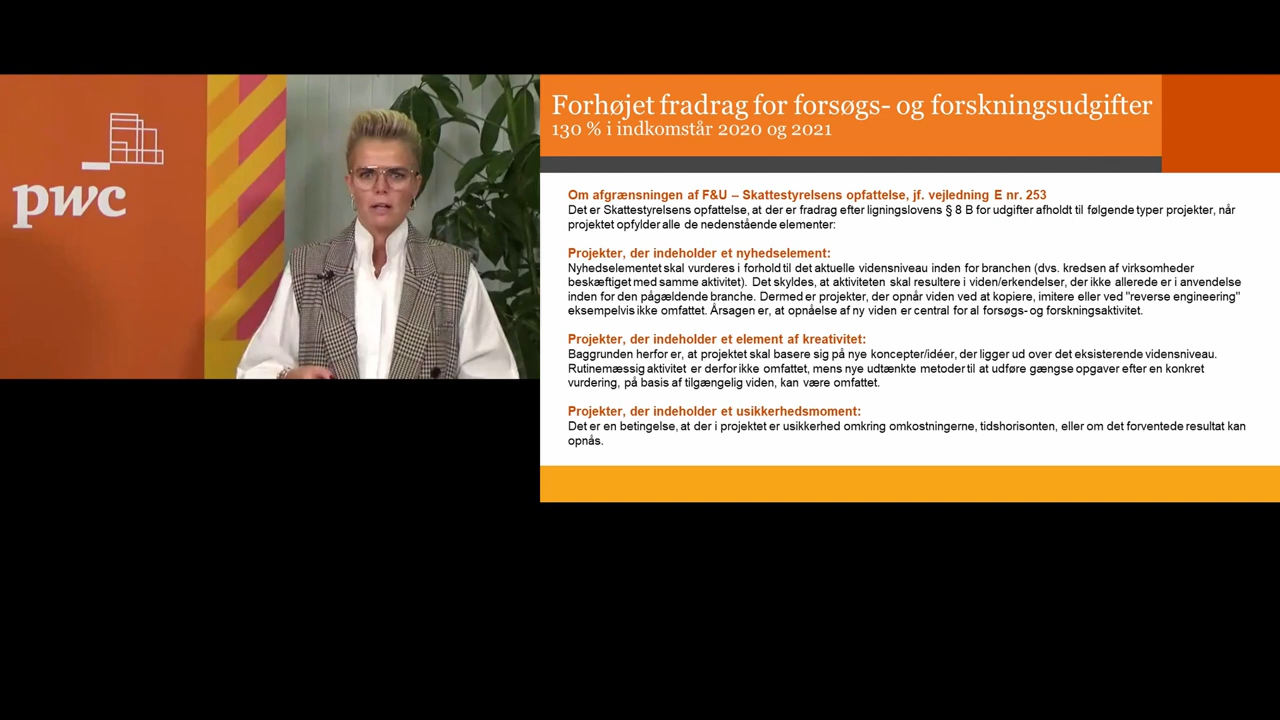 pwc
Forhøjet fradrag for forsøgs- og forskningsudgifter
130 % i indkomstår 2020 og 2021
Om afgrænsningen af F&U – Skattestyrelsens opfattelse, jf. vejledning E nr. 253
Det er Skattestyrelsens opfattelse, at der er fradrag efter ligningslovens § 8 B for udgifter afholdt til følgende typer projekter, når
projektet opfylder alle de nedenstående elementer:
Projekter, der indeholder et nyhedselement:
Nyhedselementet skal vurderes i forhold til det aktuelle vidensniveau inden for branchen (dvs. kredsen af virksomheder
beskæftiget med samme aktivitet). Det skyldes, at aktiviteten skal resultere i viden/erkendelser, der ikke allerede er i anvendelse
inden for den pågældende branche. Dermed er projekter, der opnår viden ved at kopiere, imitere eller ved "reverse engineering"
eksempelvis ikke omfattet. Årsagen er, at opnåelse af ny viden er central for al forsøgs- og forskningsaktivitet.
Projekter, der indeholder et element af kreativitet:
Baggrunden herfor er, at projektet skal basere sig på nye koncepter/idéer, der ligger ud over det eksisterende vidensniveau.
Rutinemæssig aktivitet er derfor ikke omfattet, mens nye udtænkte metoder til at udføre gængse opgaver efter en konkret
vurdering, på basis af tilgængelig viden, kan være omfattet.
Projekter, der indeholder et usikkerhedsmoment:
Det er en betingelse, at der i projektet er usikkerhed omkring omkostningerne, tidshorisonten, eller om det forventede resultat kan
opnås.